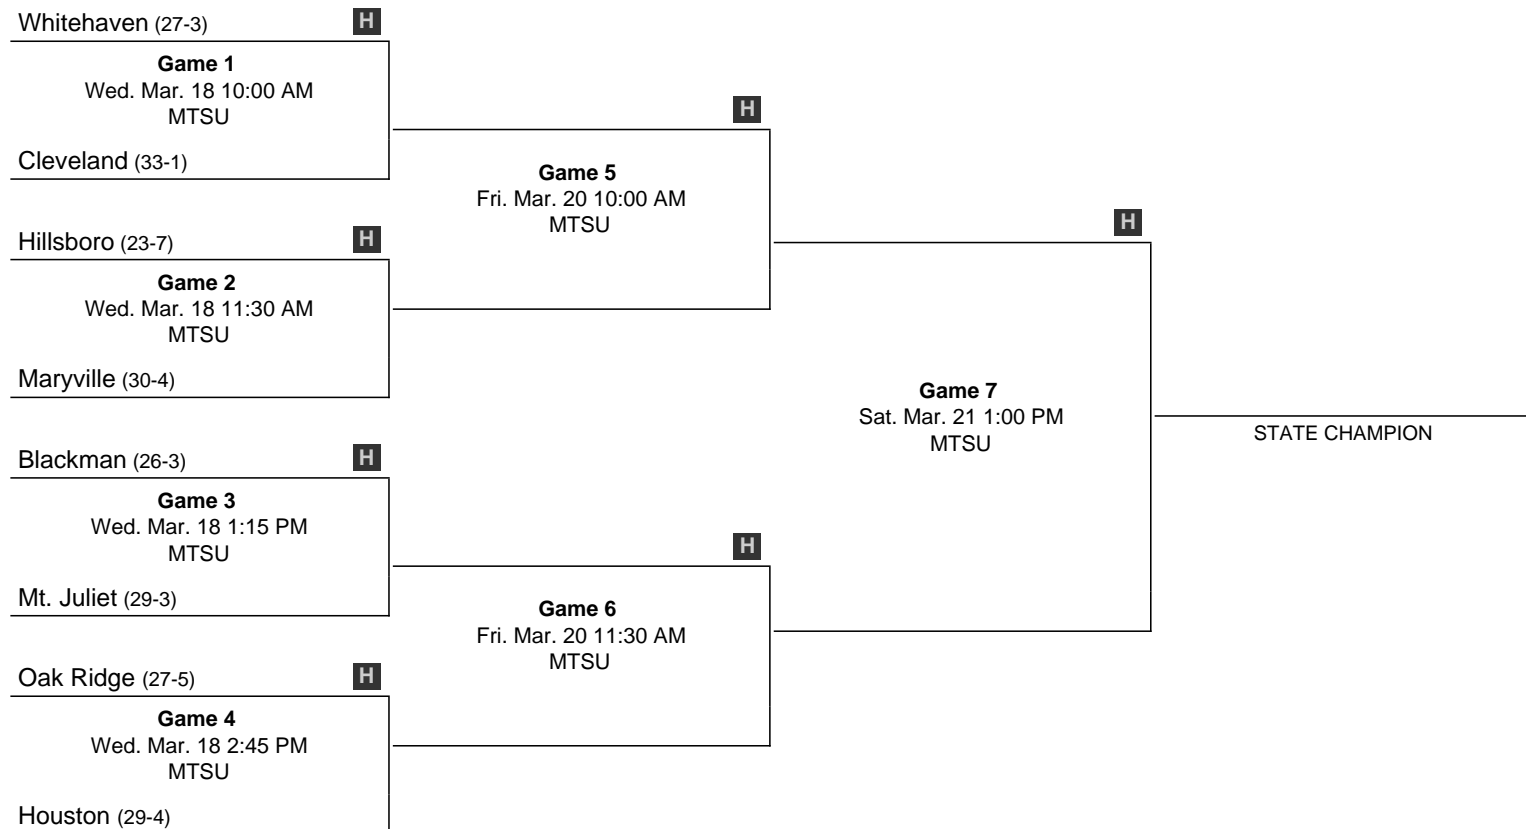 Whitehaven (27-3) H
Game 1
Wed. Mar. 18 10:00 AM
MTSU
Cleveland (33-1)
Hillsboro (23-7) H
Game 2
Wed. Mar. 18 11:30 AM
MTSU
Maryville (30-4)
Blackman (26-3) H
Game 3
Wed. Mar. 18 1:15 PM
MTSU
Mt. Juliet (29-3)
Oak Ridge (27-5) H
Game 4
Wed. Mar. 18 2:45 PM
MTSU
Houston (29-4)
H
Game 5
Fri. Mar. 20 10:00 AM
MTSU
H
Game 6
Fri. Mar. 20 11:30 AM
MTSU
H
Game 7
Sat. Mar. 21 1:00 PM
MTSU
STATE CHAMPION